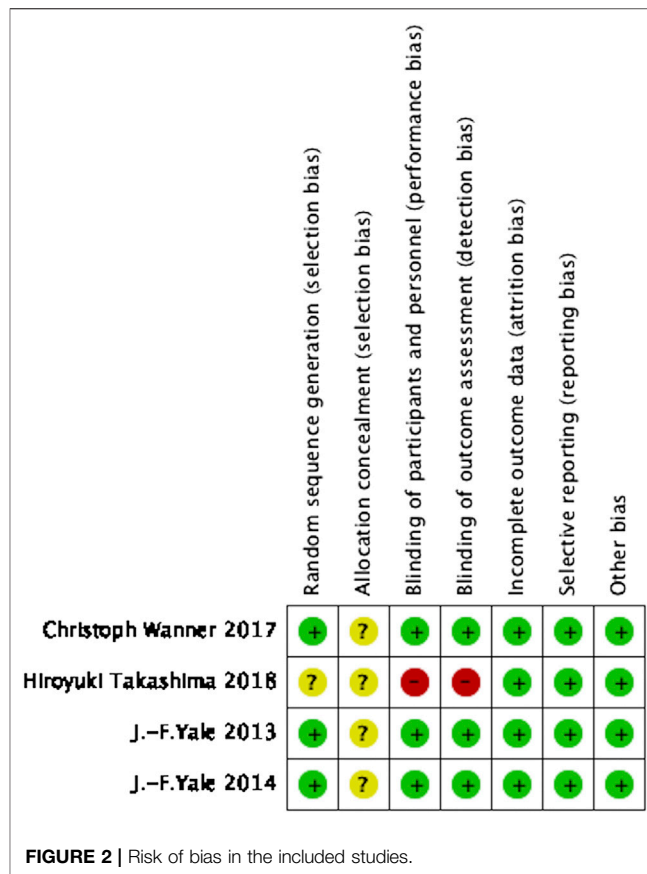 Random sequence generation (selection bias)
Allocation concealment (selection bias)
Blinding of participants and personnel (performance bias)
Blinding of outcome assessment (detection bias)
Incomplete outcome data (attrition bias)
Selective reporting (reporting bias)
Other bias
Christoph Wanner 2017 + ? + + + + +
Hiroyuki Takashima 2018 ? ? - - + + +
J.-F.Yale 2013 + ? + + + + +
J.-F.Yale 2014 + ? + + + + +
FIGURE 2 | Risk of bias in the included studies.